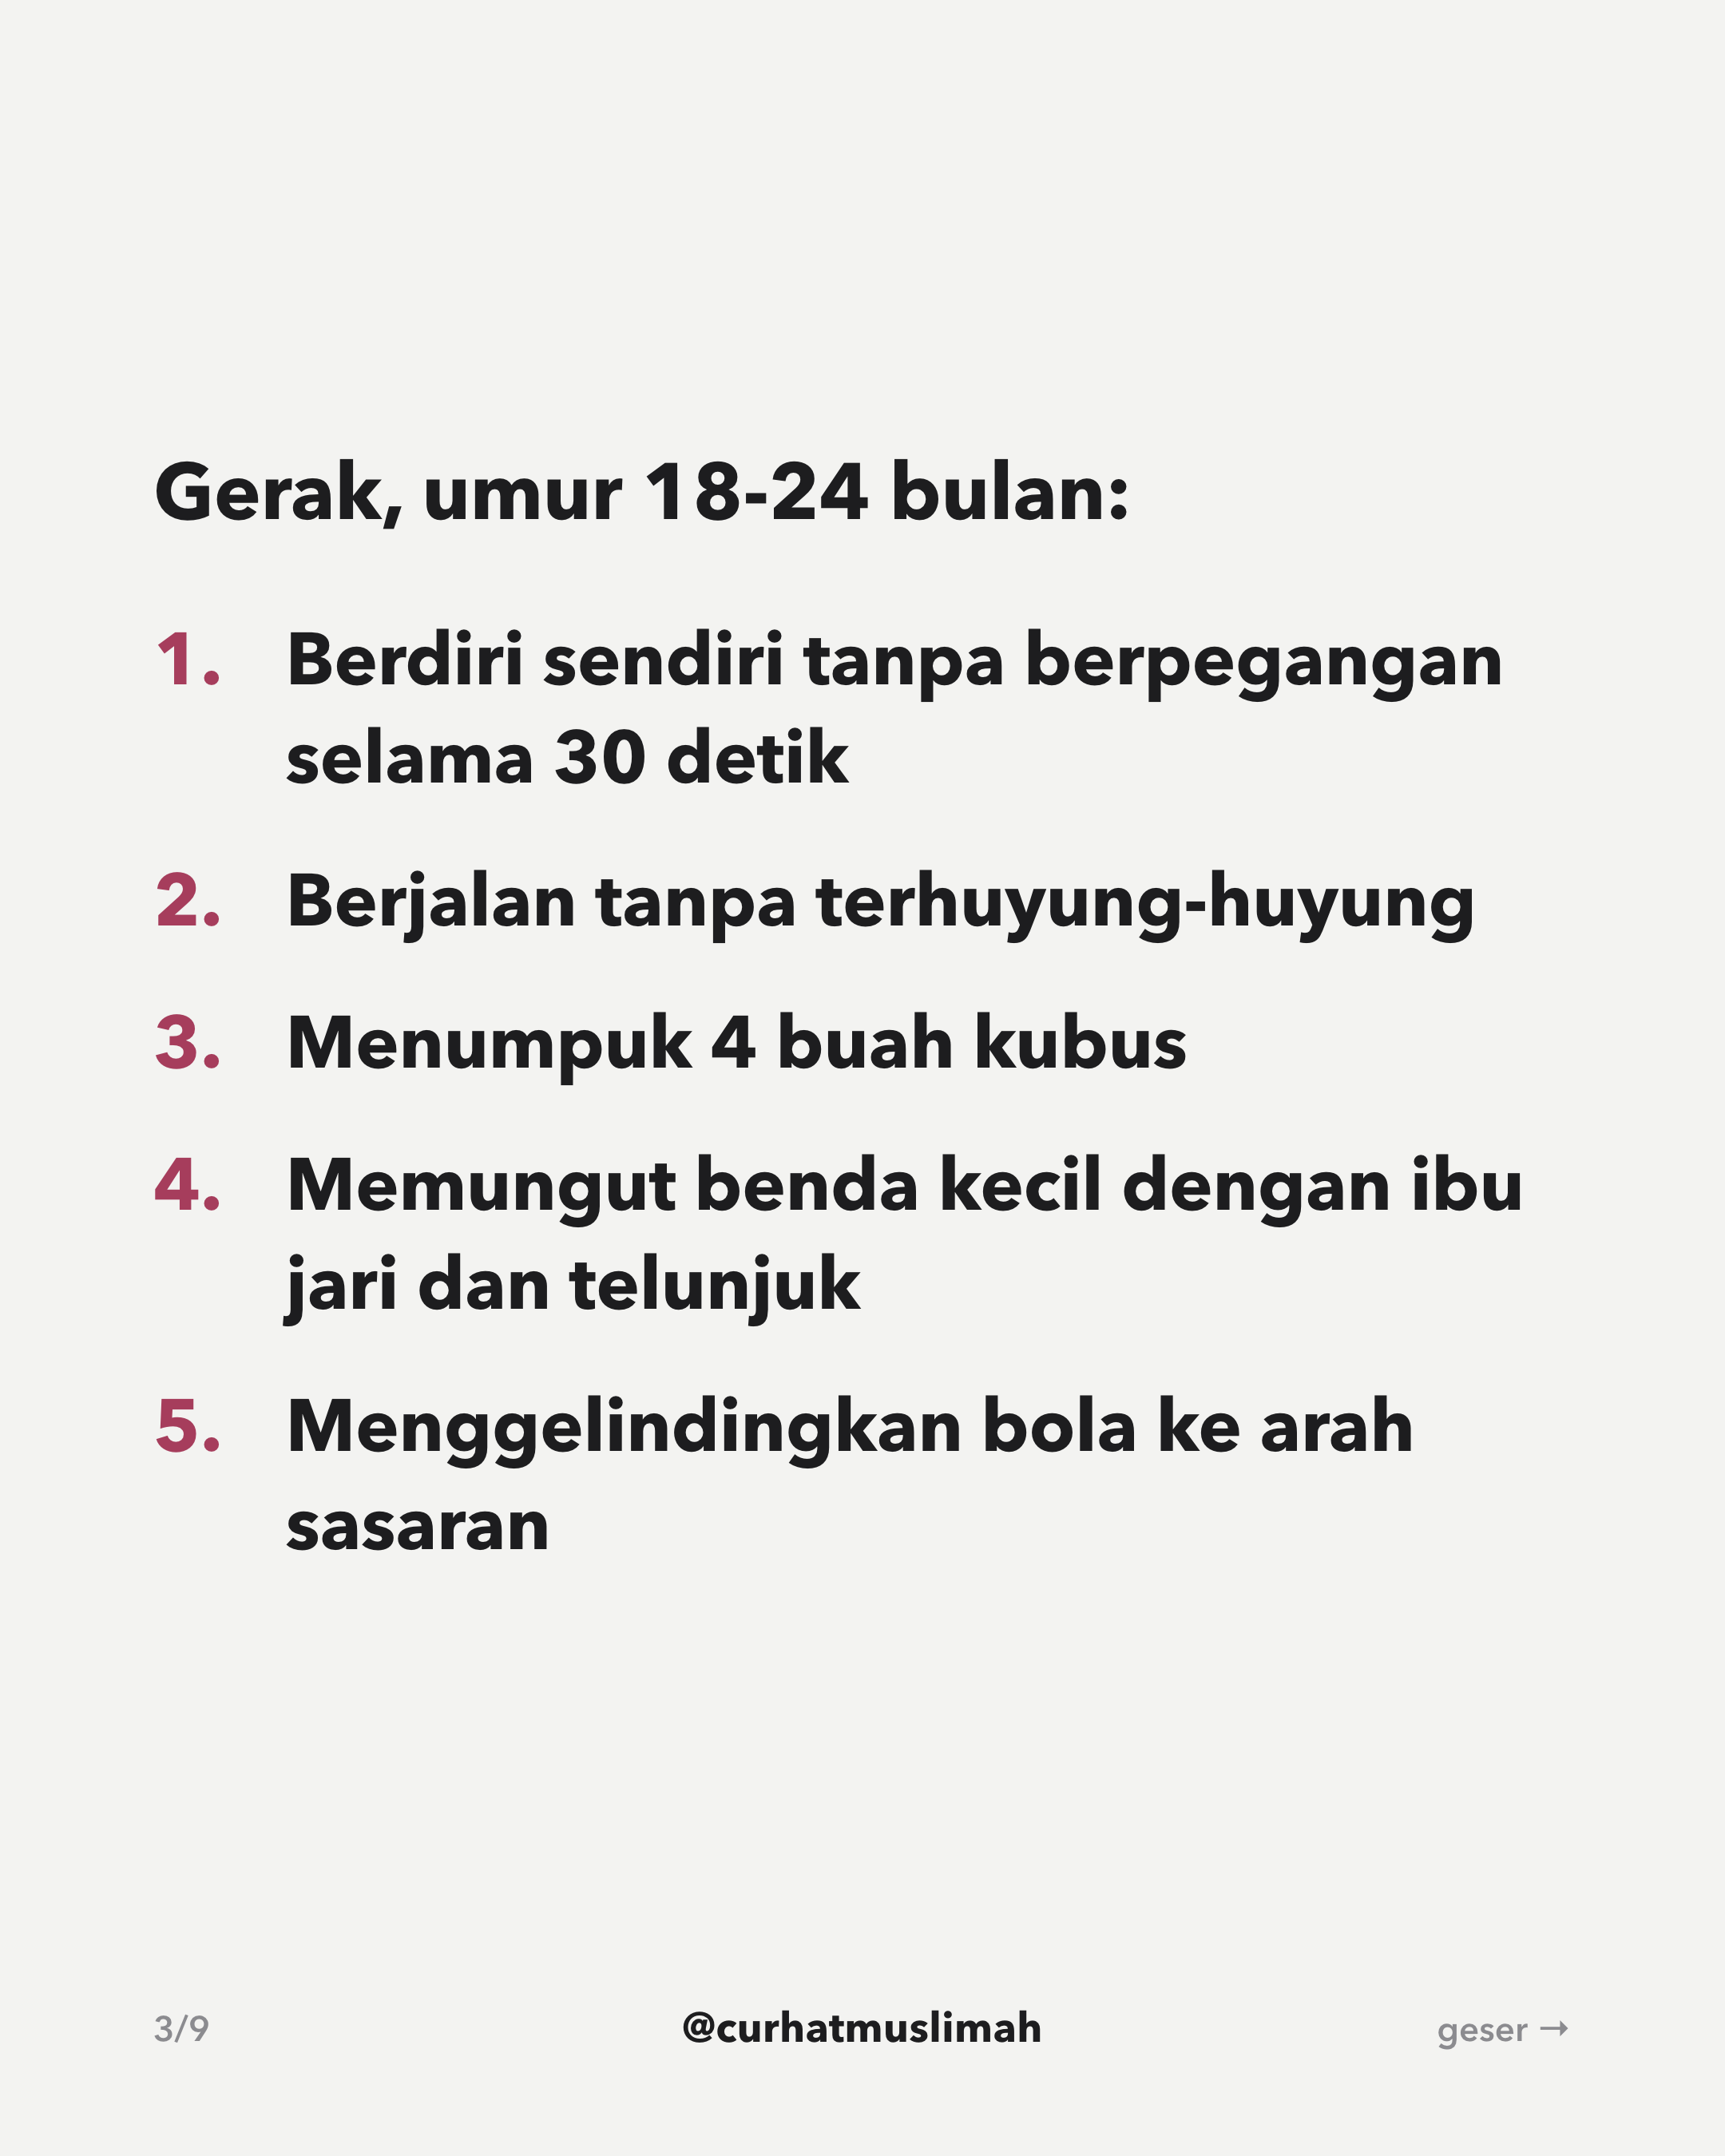 Gerak, umur 18-24 bulan:
1. Berdiri sendiri tanpa berpegangan
selama 30 detik
2. Berjalan tanpa terhuyung-huyung
3. Menumpuk 4 buah kubus
4. Memungut benda kecil dengan ibu
jari dan telunjuk
5. Menggelindingkan bola ke arah
sasaran
3/9
@curhatmuslimah
geser →